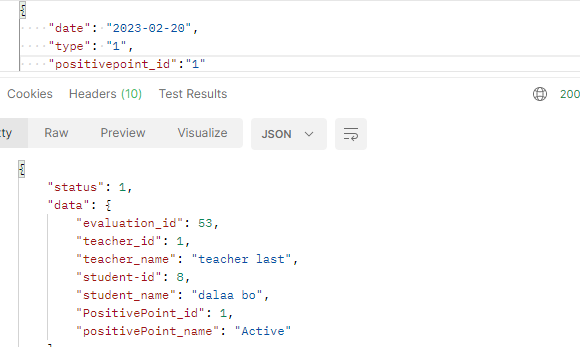 {
"date": "2023-02-20",
"type": "1",
"positivepoint_id":"1"
Cookies Headers (10) Test Results 200
Raw Preview Visualize JSON
{
"status": 1,
"data": {
"evaluation_id": 53,
"teacher_id": 1,
"teacher_name": "teacher last",
"student-id": 8,
"student_name": "dalaa bo",
"PositivePoint_id": 1,
"positivePoint_name": "Active"